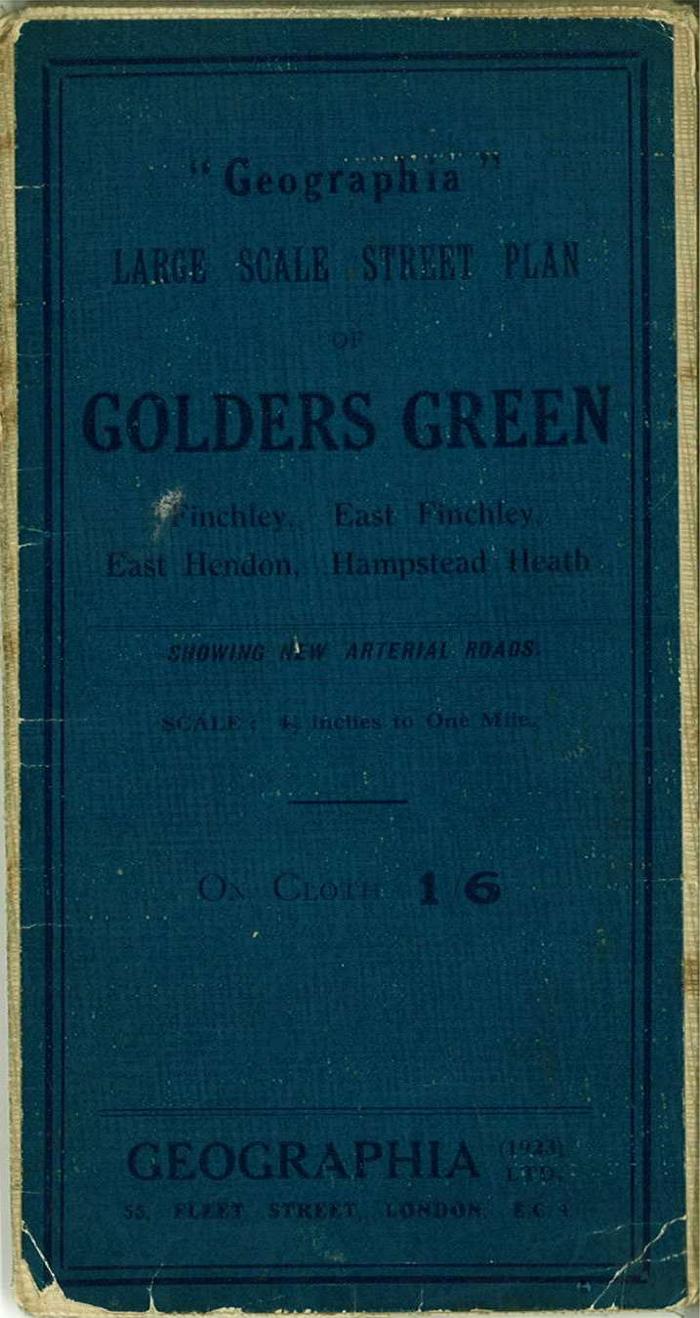 "Geographia"
LARGE SCALE STREET PLAN
OF
GOLDERS GREEN
Finchley, East Finchley,
East Hendon, Hampstead Heath
SHOWING NEW ARTERIAL ROADS.
SCALE: inches to One Mile.
ON CLOTH 1/6
GEOGRAPHIA (1923) LTD.
55, FLEET STREET, LONDON, E.C.4